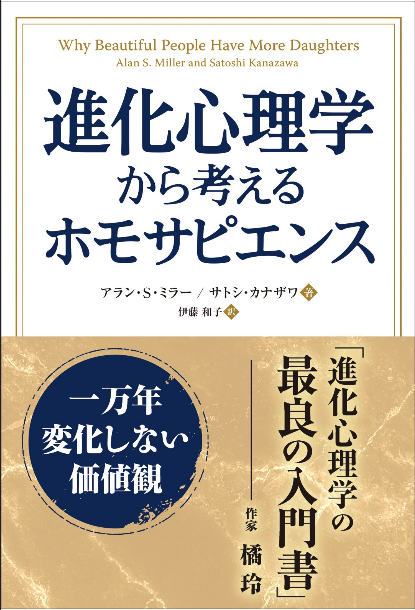 Why Beautiful People Have More Daughters
Alan S. Miller and Satoshi Kanazawa
進化心理学
から考える
ホモサピエンス
アラン・S・ミラー / サトシ・カナザワ 著
伊藤 和子 訳
一万年
変化しない
価値観
「進化心理学の
最良の入門書」
――作家 橘 玲